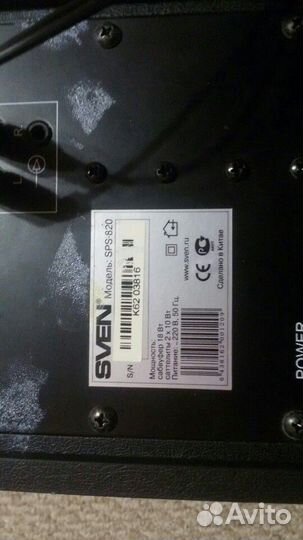 R
L
SVEN
Модель: SPS-820
S/N
K62 03816
Мощность:
сабвуфер 18 Вт
сателлиты 2 x 10 Вт
Питание: ~220 В, 50 Гц
www.sven.ru
CE
Сделано в Китае
POWER
Avito